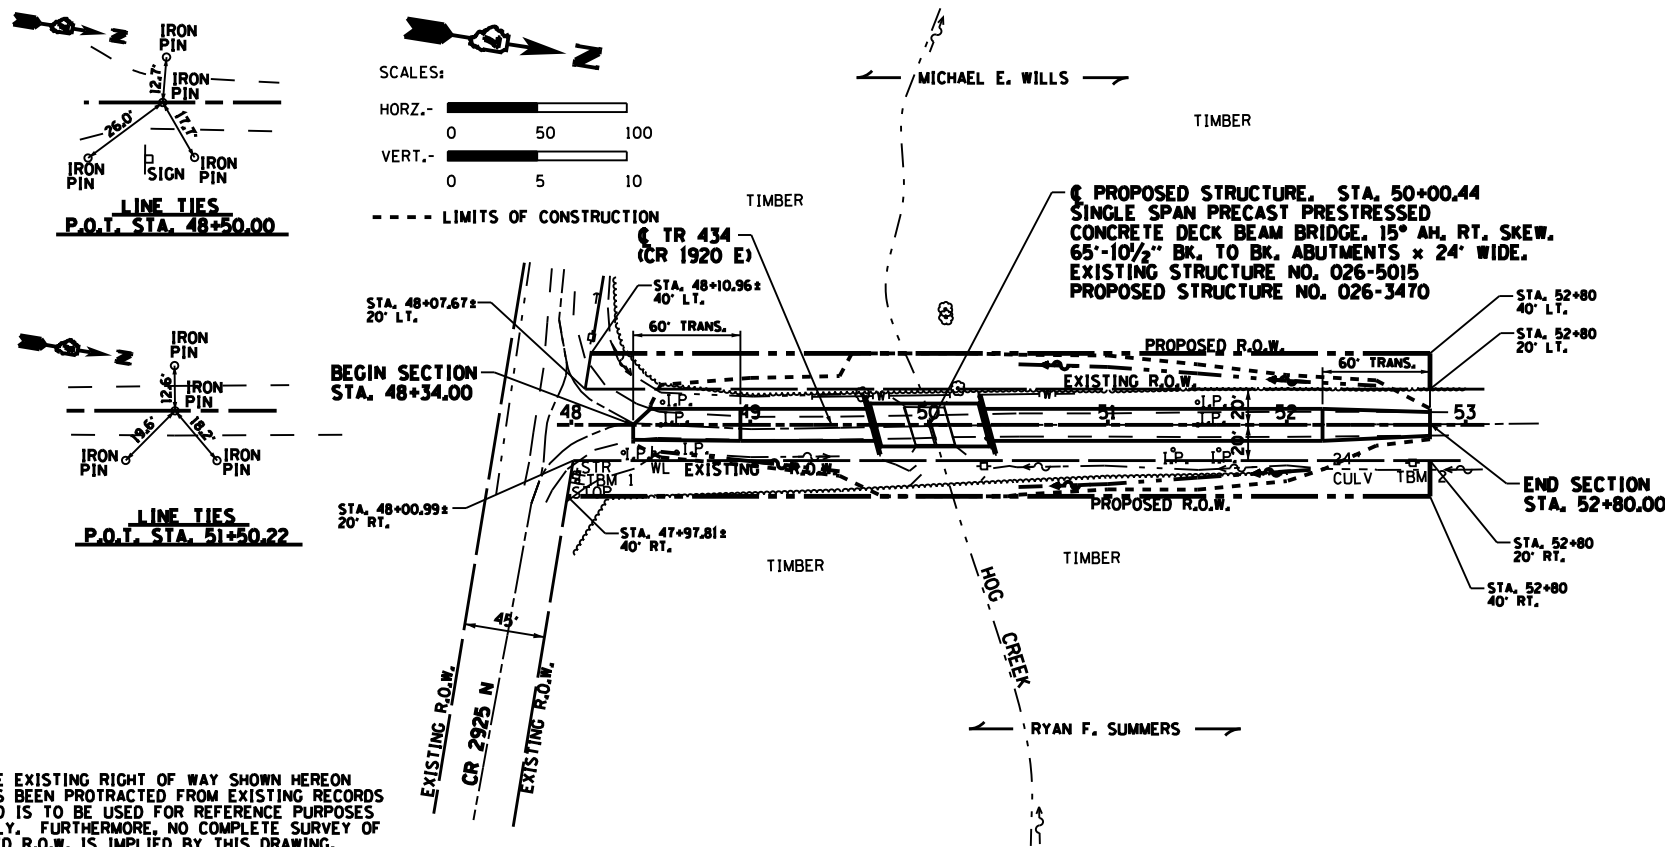 N
IRON
PIN
12.7'
IRON
PIN
26.0'
17.7'
IRON
PIN
SIGN
IRON
PIN
LINE TIES
P.O.T. STA. 48+50.00
N
SCALES:
HORZ.-
0 50 100
VERT.-
0 5 10
LIMITS OF CONSTRUCTION
N
IRON
PIN
12.6'
IRON
PIN
19.6'
18.2'
IRON
PIN
IRON
PIN
LINE TIES
P.O.T. STA. 51+50.22
MICHAEL E. WILLS
TIMBER
TIMBER
℄ TR 434
(CR 1920 E)
℄ PROPOSED STRUCTURE. STA. 50+00.44
SINGLE SPAN PRECAST PRESTRESSED
CONCRETE DECK BEAM BRIDGE. 15° AH. RT. SKEW.
65'-10½" BK. TO BK. ABUTMENTS x 24' WIDE.
EXISTING STRUCTURE NO. 026-5015
PROPOSED STRUCTURE NO. 026-3470
STA. 48+07.67±
20' LT.
STA. 48+10.96±
40' LT.
60' TRANS.
STA. 52+80
40' LT.
STA. 52+80
20' LT.
PROPOSED R.O.W.
60' TRANS.
BEGIN SECTION
STA. 48+34.00
EXISTING R.O.W.
I.P.
I.P.
I.P.
I.P.
48 49 50 51 52 53
20'
20'
I.P.
I.P.
I.P.
I.P.
STR
WL
EXISTING R.O.W.
TBM 1
STOP
24"
CULV
TBM 2
PROPOSED R.O.W.
END SECTION
STA. 52+80.00
STA. 48+00.99±
20' RT.
STA. 47+97.81±
40' RT.
STA. 52+80
20' RT.
STA. 52+80
40' RT.
TIMBER
TIMBER
HOG CREEK
45'
EXISTING R.O.W.
CR 2925 N
EXISTING R.O.W.
RYAN F. SUMMERS
EXISTING RIGHT OF WAY SHOWN HEREON
BEEN PROTRACTED FROM EXISTING RECORDS
IS TO BE USED FOR REFERENCE PURPOSES
FURTHERMORE, NO COMPLETE SURVEY OF
R.O.W. IS IMPLIED BY THIS DRAWING.